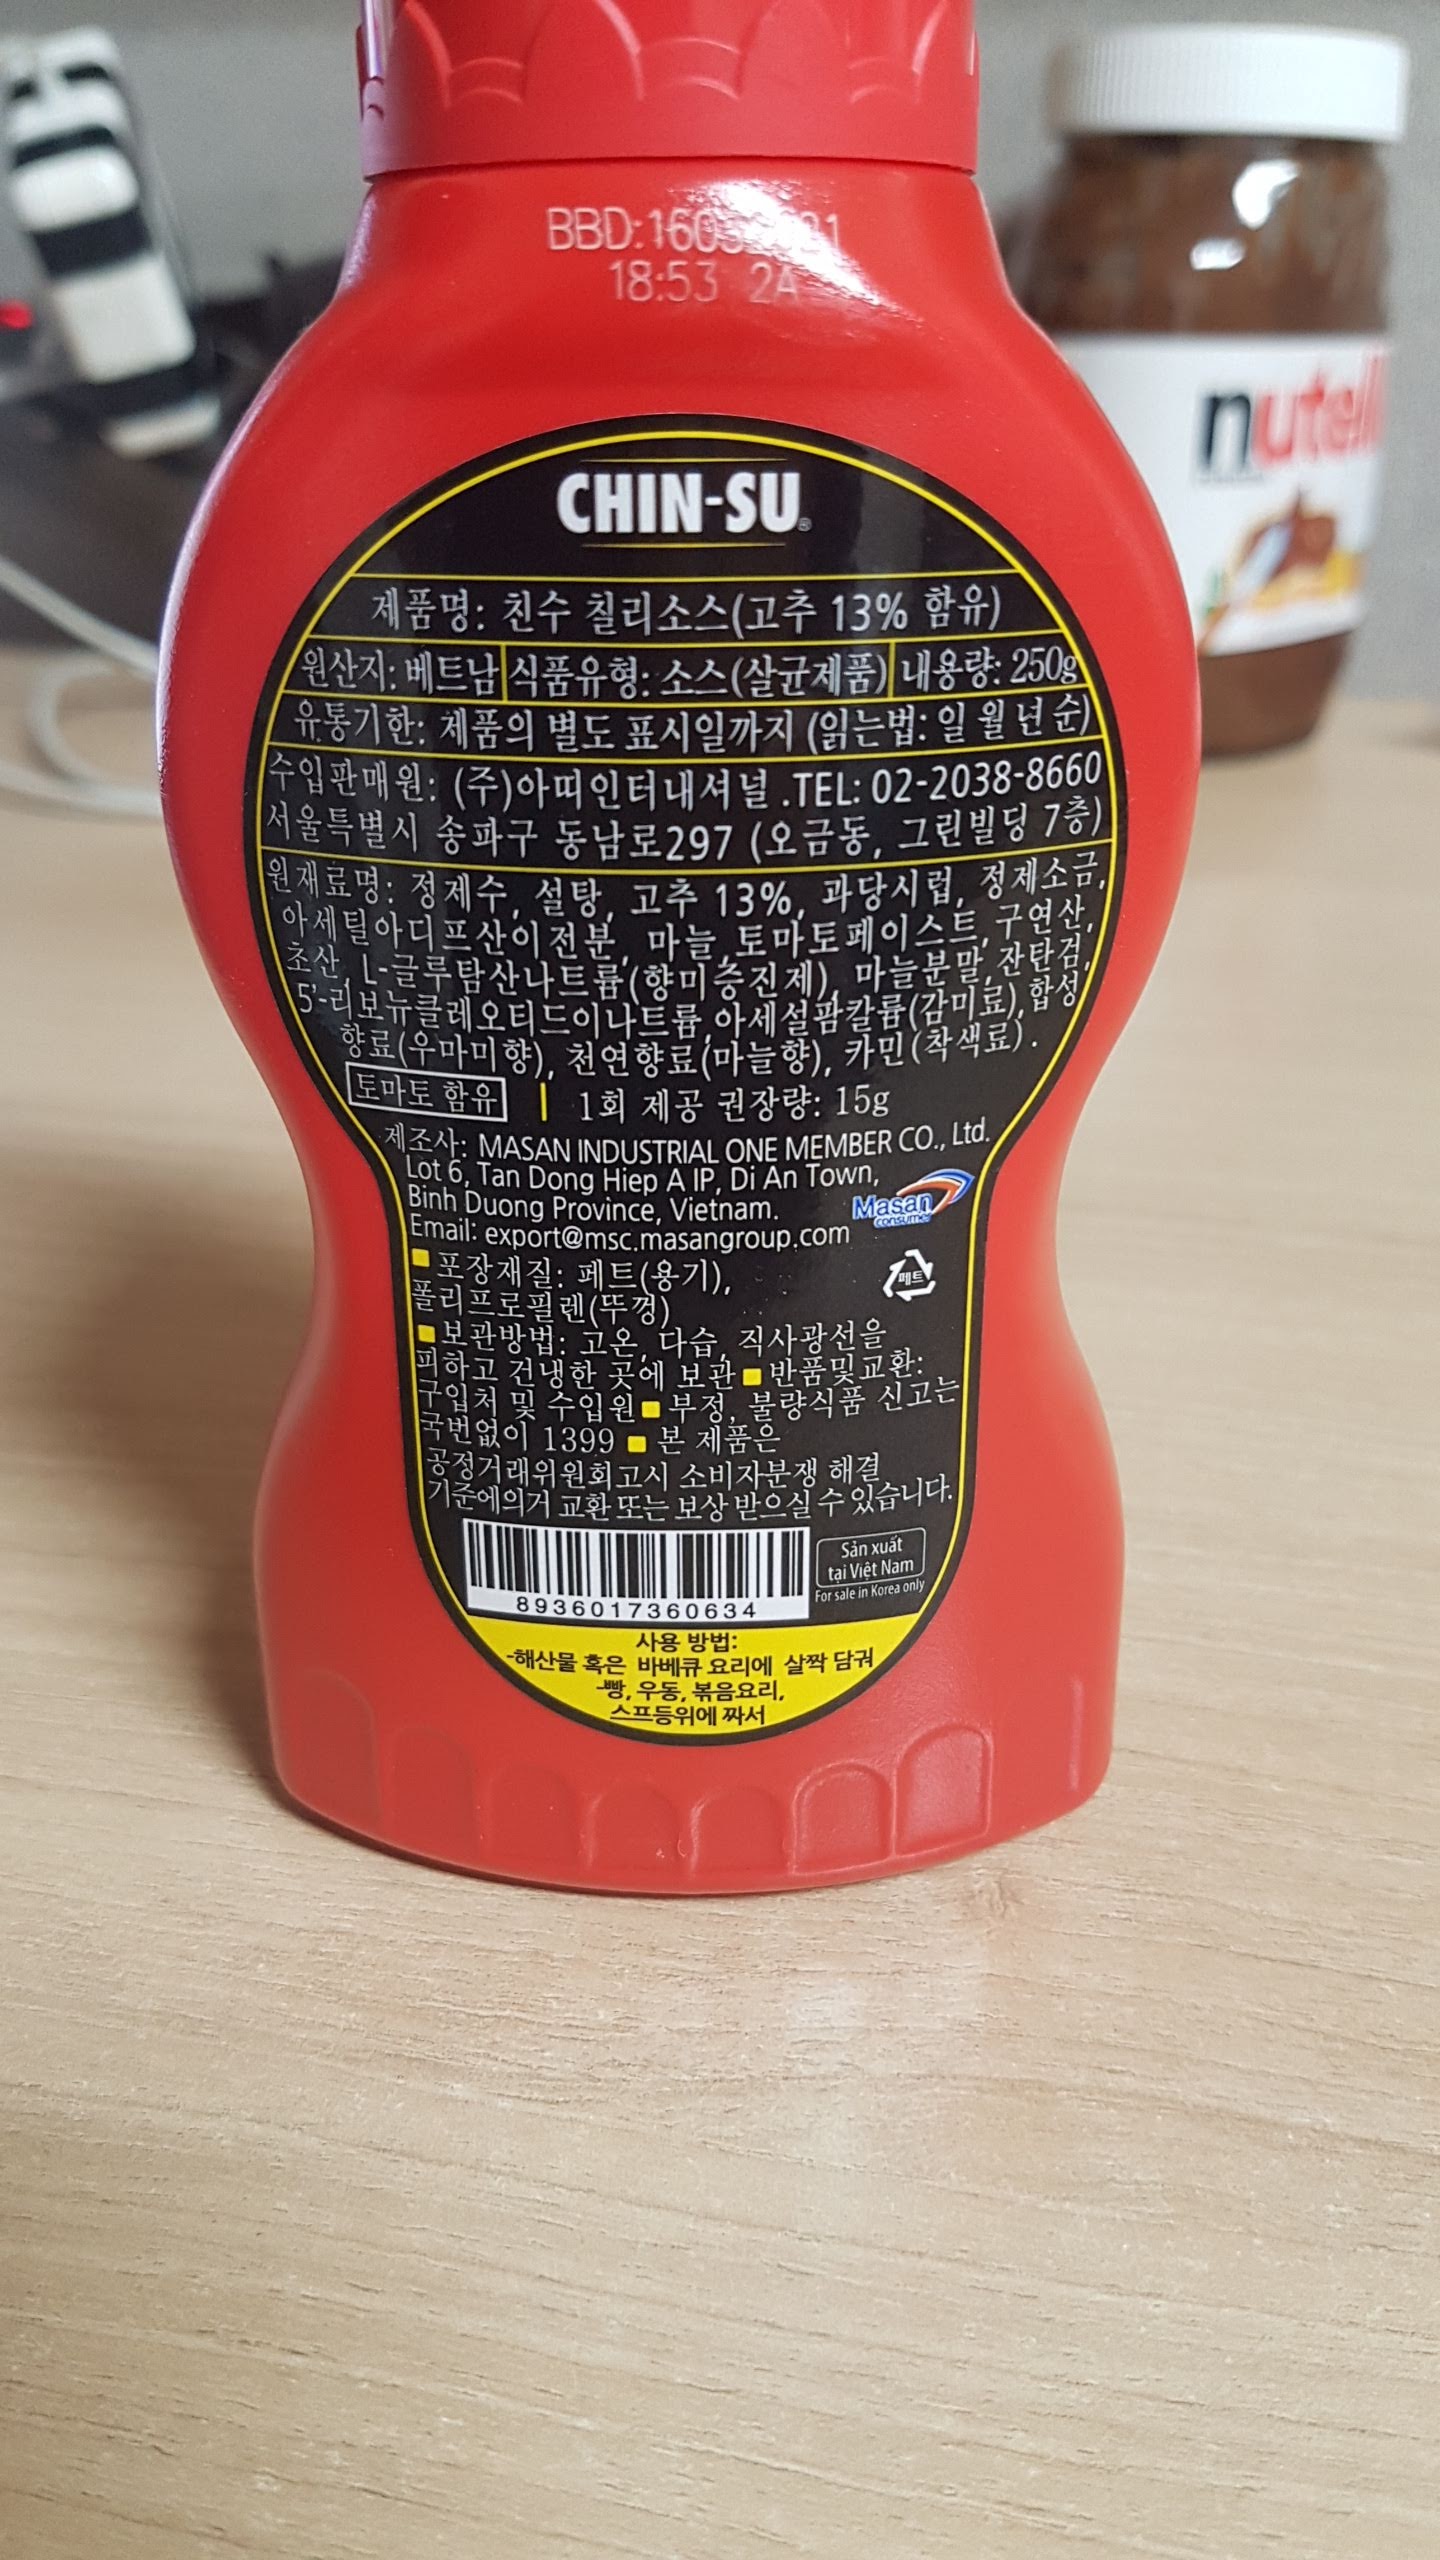 BBD:
18:53 2A
CHIN-SU
제품명: 친수 칠리소스(고추 13% 함유)
원산지: 베트남 식품유형: 소스(살균제품) 내용량: 250g
유통기한: 제품의 별도 표시일까지 (읽는법: 일 월 년 순)
수입판매원: (주)아띠인터내셔널 .TEL: 02-2038-8660
서울특별시 송파구 동남로297 (오금동, 그린빌딩 7층)
원재료명: 정제수, 설탕, 고추 13%, 과당시럽, 정제소금,
아세틸아디프산이전분, 마늘,토마토페이스트, 구연산,
초산, L-글루탐산나트륨(향미증진제), 마늘분말, 잔탄검,
5'-리보뉴클레오티드이나트륨,아세설팜칼륨(감미료),합성
향료(우마미향), 천연향료(마늘향), 카민(착색료).
토마토 함유 | 1회 제공 권장량: 15g
제조사: MASAN INDUSTRIAL ONE MEMBER CO., Ltd.
Lot 6, Tan Dong Hiep A IP, Di An Town,
Binh Duong Province, Vietnam.
Masan
consumer
Email: export@msc.masangroup.com
■포장재질: 페트(용기),
페트
폴리프로필렌(뚜껑)
■보관방법: 고온, 다습, 직사광선을
피하고 건냉한 곳에 보관■반품및교환:
구입처 및 수입원■부정, 불량식품 신고는
국번없이 1399 ■ 본 제품은
공정거래위원회고시 소비자분쟁 해결
기준에의거 교환 또는 보상 받으실 수 있습니다.
8936017360634
Sản xuất
tại Việt Nam
For sale in Korea only
사용 방법:
-해산물 혹은 바베큐 요리에 살짝 담궈
-빵, 우동, 볶음요리,
스프등위에 짜서
nutell